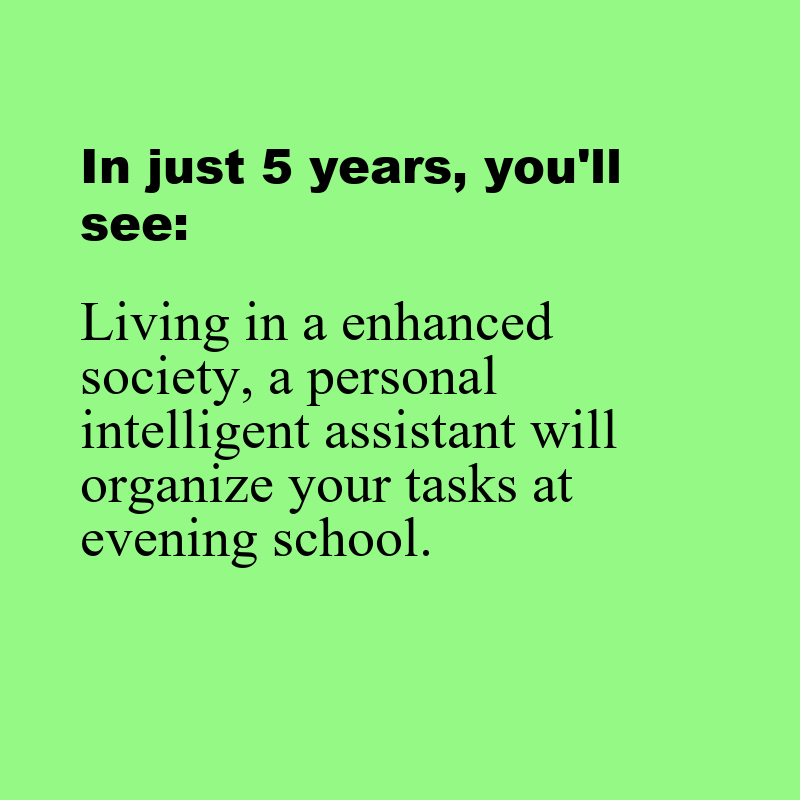 In just 5 years, you'll
see:
Living in a enhanced
society, a personal
intelligent assistant will
organize your tasks at
evening school.